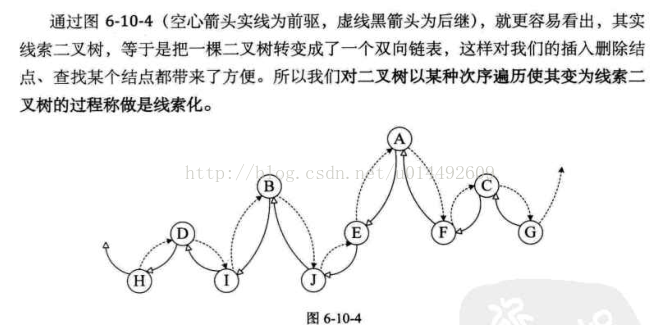 通过图 6-10-4（空心箭头实线为前驱，虚线黑箭头为后继），就更容易看出，其实
线索二叉树，等于是把一棵二叉树转变成了一个双向链表，这样对我们的插入删除结
点、查找某个结点都带来了方便。所以我们对二叉树以某种次序遍历使其变为线索二
叉树的过程称做是线索化。
A
http://blog.csdn.net/u014492609
B
C
D
E
F
G
H
I
J
图 6-10-4